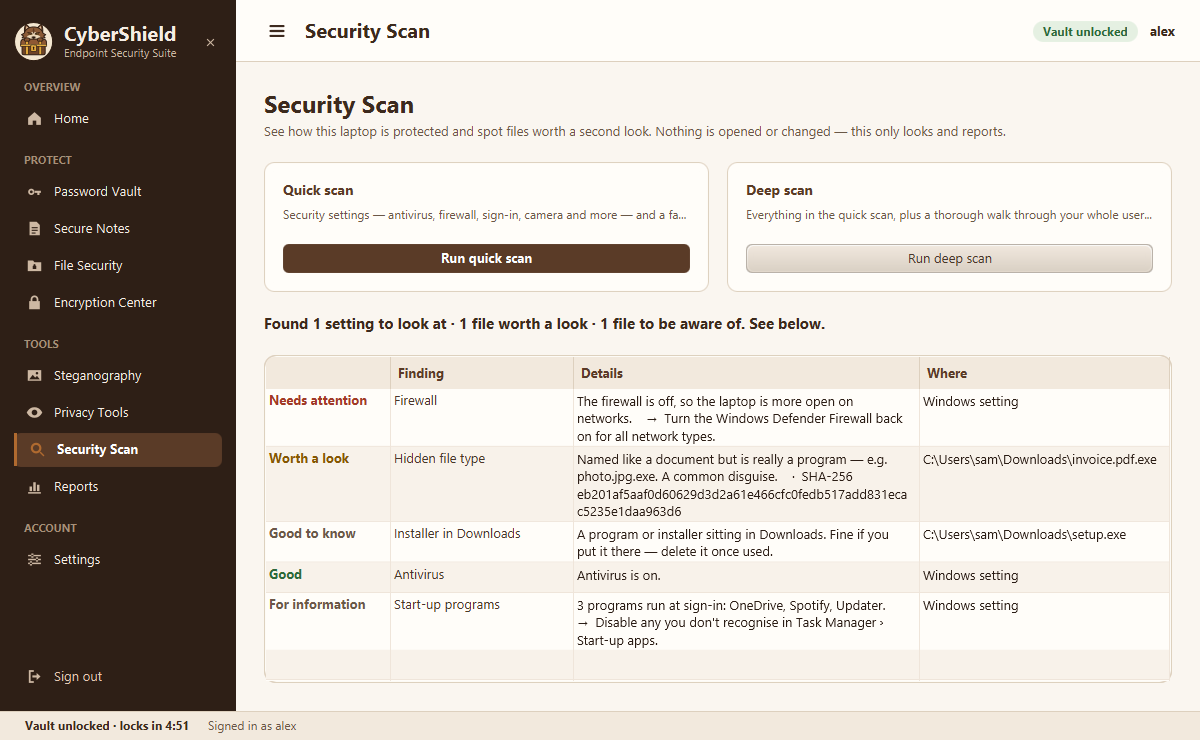 CyberShield
Endpoint Security Suite
×
OVERVIEW
Home
PROTECT
Password Vault
Secure Notes
File Security
Encryption Center
TOOLS
Steganography
Privacy Tools
Security Scan
Reports
ACCOUNT
Settings
Sign out
Security Scan
Vault unlocked
alex
Security Scan
See how this laptop is protected and spot files worth a second look. Nothing is opened or changed — this only looks and reports.
Quick scan
Security settings — antivirus, firewall, sign-in, camera and more — and a fa...
Run quick scan
Deep scan
Everything in the quick scan, plus a thorough walk through your whole user...
Run deep scan
Found 1 setting to look at · 1 file worth a look · 1 file to be aware of. See below.
Finding Details Where
Needs attention
Firewall
The firewall is off, so the laptop is more open on
networks. → Turn the Windows Defender Firewall back
on for all network types.
Windows setting
Worth a look
Hidden file type
Named like a document but is really a program — e.g.
photo.jpg.exe. A common disguise. · SHA-256
eb201af5aaf0d60629d3d2a61e466cfc0fedb517add831eca
c5235e1daa963d6
C:\Users\sam\Downloads\invoice.pdf.exe
Good to know
Installer in Downloads
A program or installer sitting in Downloads. Fine if you
put it there — delete it once used.
C:\Users\sam\Downloads\setup.exe
Good
Antivirus
Antivirus is on.
Windows setting
For information
Start-up programs
3 programs run at sign-in: OneDrive, Spotify, Updater.
→ Disable any you don't recognise in Task Manager ›
Start-up apps.
Windows setting
Vault unlocked · locks in 4:51
Signed in as alex